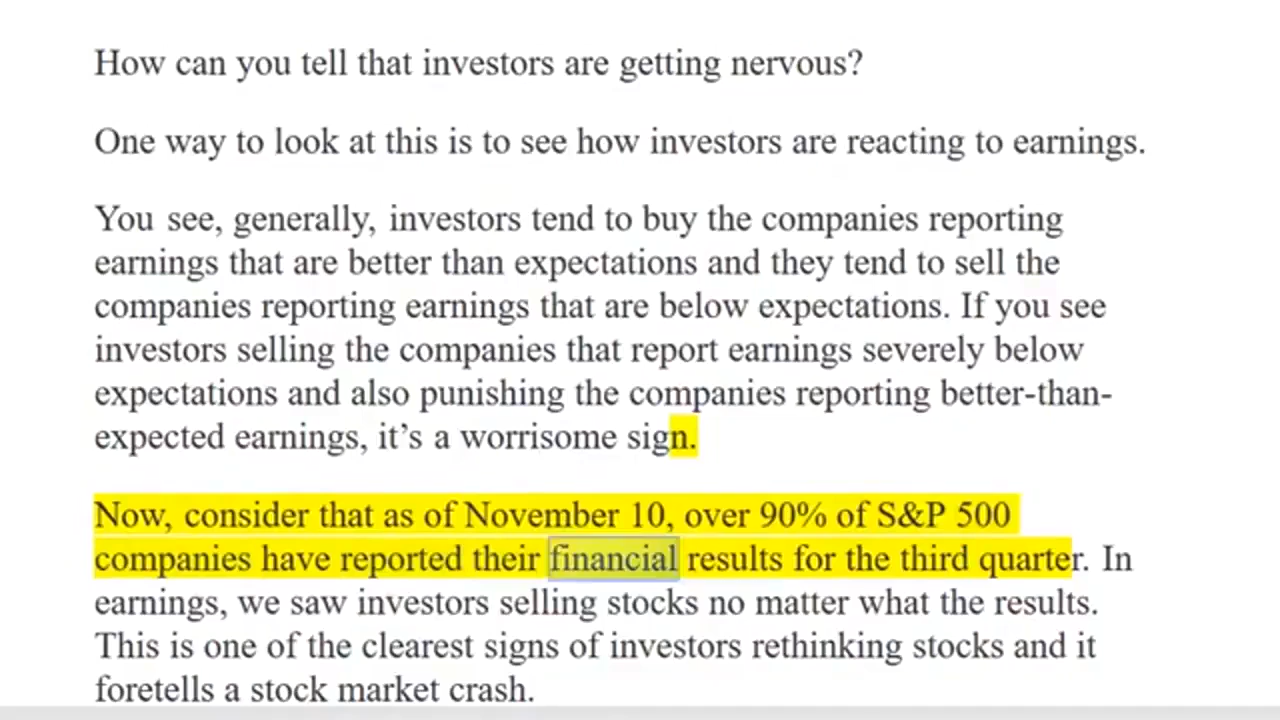 How can you tell that investors are getting nervous?
One way to look at this is to see how investors are reacting to earnings.
You see, generally, investors tend to buy the companies reporting
earnings that are better than expectations and they tend to sell the
companies reporting earnings that are below expectations. If you see
investors selling the companies that report earnings severely below
expectations and also punishing the companies reporting better-than-
expected earnings, it’s a worrisome sign.
Now, consider that as of November 10, over 90% of S&P 500
companies have reported their financial results for the third quarter. In
earnings, we saw investors selling stocks no matter what the results.
This is one of the clearest signs of investors rethinking stocks and it
foretells a stock market crash.